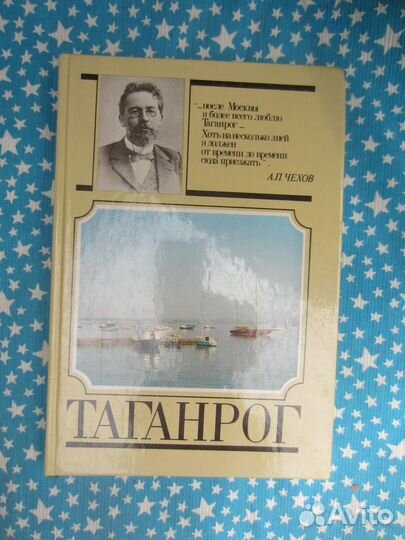 "...после Москвы
я более всего люблю
Таганрог...
Хоть на несколько дней
я должен
от времени до времени
сюда приезжать".
А.П. ЧЕХОВ
ТАГАНРОГ
Avito